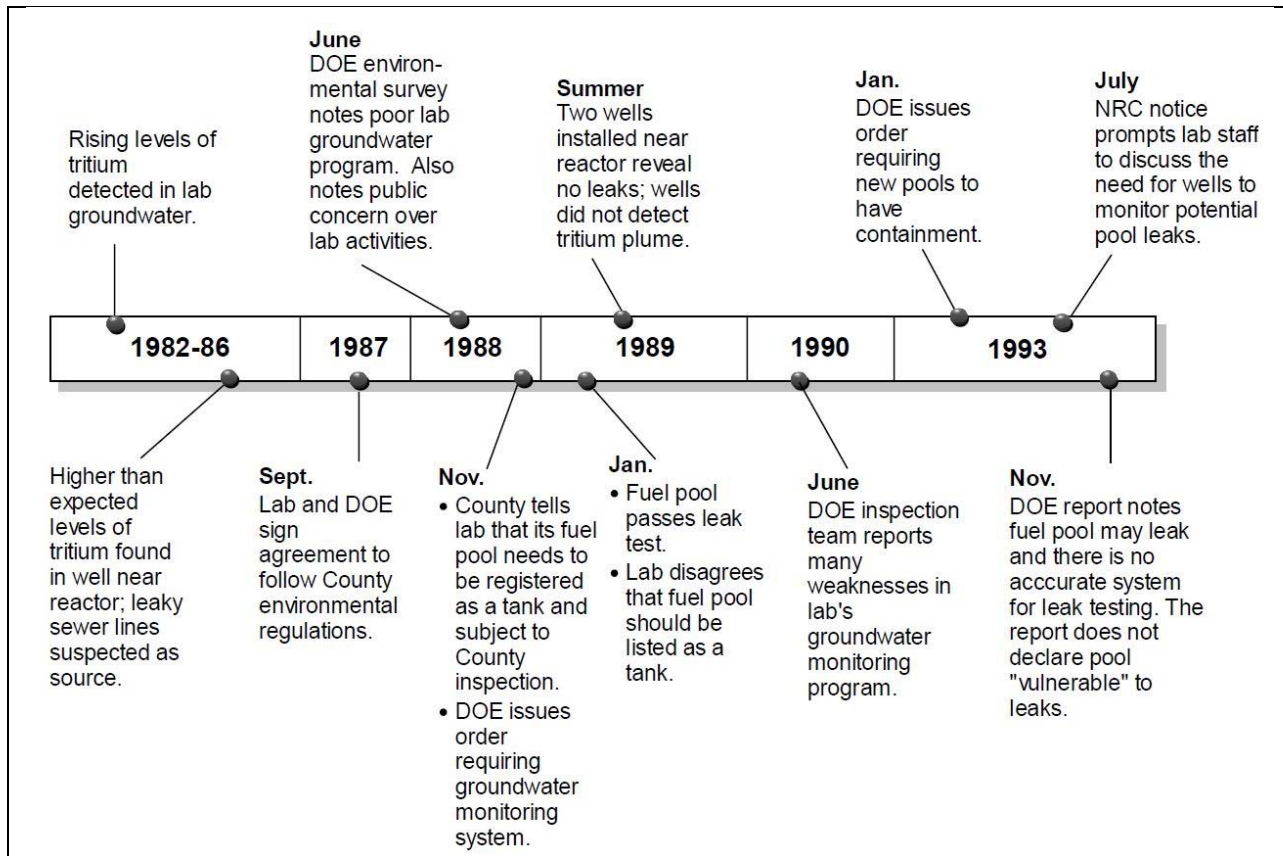 Rising levels of
tritium
detected in lab
groundwater.
June
DOE environ-
mental survey
notes poor lab
groundwater
program. Also
notes public
concern over
lab activities.
Summer
Two wells
installed near
reactor reveal
no leaks; wells
did not detect
tritium plume.
Jan.
DOE issues
order
requiring
new pools to
have
containment.
July
NRC notice
prompts lab staff
to discuss the
need for wells to
monitor potential
pool leaks.
1982-86
1987
1988
1989
1990
1993
Higher than
expected
levels of
tritium found
in well near
reactor; leaky
sewer lines
suspected as
source.
Sept.
Lab and DOE
sign
agreement to
follow County
environmental
regulations.
Nov.
• County tells
lab that its fuel
pool needs to
be registered
as a tank and
subject to
County
inspection.
• DOE issues
order
requiring
groundwater
monitoring
system.
Jan.
• Fuel pool
passes leak
test.
• Lab disagrees
that fuel pool
should be
listed as a
tank.
June
DOE inspection
team reports
many
weaknesses in
lab's
groundwater
monitoring
program.
Nov.
DOE report notes
fuel pool may leak
and there is no
acccurate system
for leak testing. The
report does not
declare pool
"vulnerable" to
leaks.